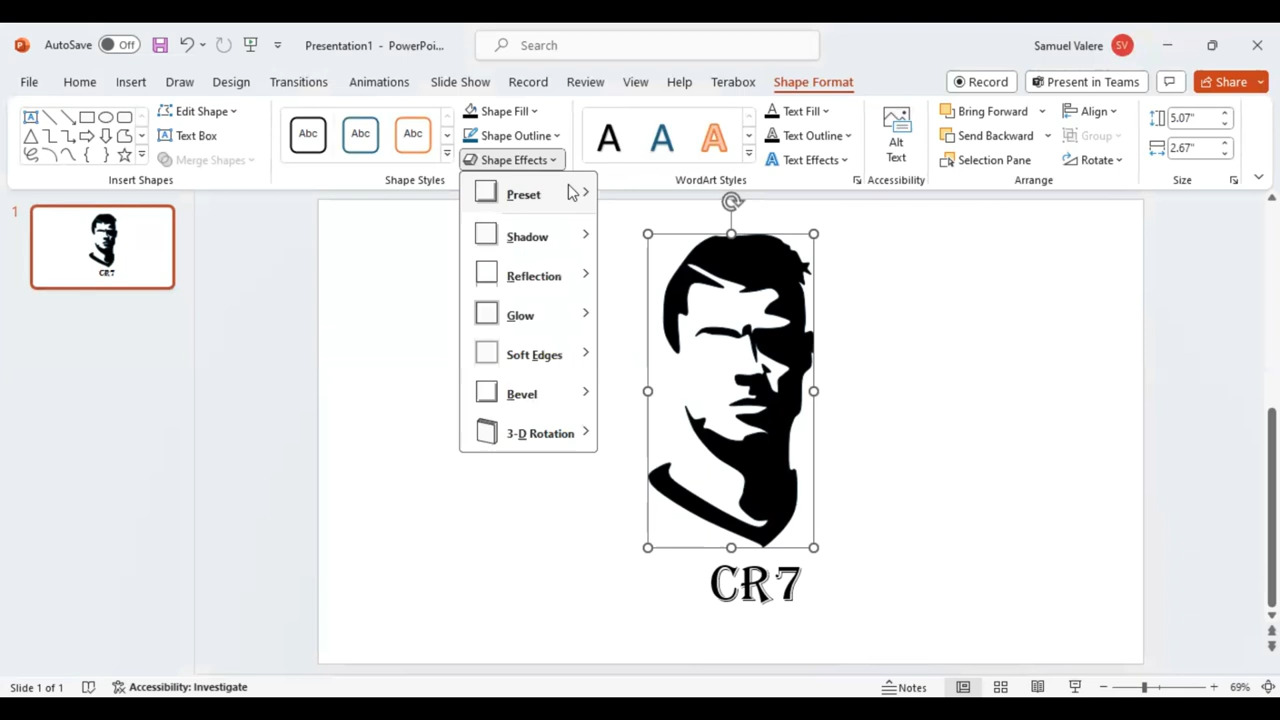 AutoSave Off Presentation1 - PowerPoi... Search Samuel Valere SV
File Home Insert Draw Design Transitions Animations Slide Show Record Review View Help Terabox Shape Format Record Present in Teams Share
Edit Shape Abc Abc Abc Shape Fill A A A Text Fill Bring Forward Align 5.07"
Text Box Shape Outline Text Outline Alt Text Send Backward Group 2.67"
Merge Shapes Shape Effects Text Effects Selection Pane Rotate
Insert Shapes Shape Styles WordArt Styles Accessibility Arrange Size
1
Preset
Shadow
Reflection
Glow
Soft Edges
Bevel
3-D Rotation
CR7
CR7
Slide 1 of 1 Accessibility: Investigate Notes 69%